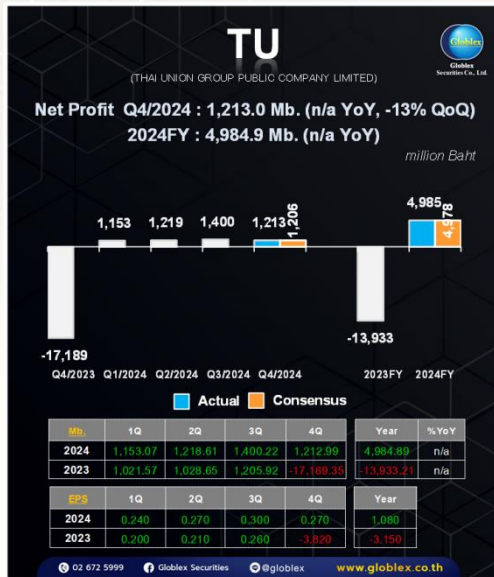 TU
Globlex
Globlex
Securities Co., Ltd.
(THAI UNION GROUP PUBLIC COMPANY LIMITED)
Net Profit Q4/2024 : 1,213.0 Mb. (n/a YoY, -13% QoQ)
2024FY : 4,984.9 Mb. (n/a YoY)
million Baht
1,153 1,219 1,400 1,213 1,206 4,985 4,978
-17,189 -13,933
Q4/2023 Q1/2024 Q2/2024 Q3/2024 Q4/2024 2023FY 2024FY
Actual Consensus
Mb. 1Q 2Q 3Q 4Q Year %YoY
2024 1,153.07 1,218.61 1,400.22 1,212.99 4,984.89 n/a
2023 1,021.57 1,028.65 1,205.92 -17,189.35 -13,933.21 n/a
EPS 1Q 2Q 3Q 4Q Year
2024 0.240 0.270 0.300 0.270 1.080
2023 0.200 0.210 0.260 -3.820 -3.150
02 672 5999 Globlex Securities @globlex www.globlex.co.th